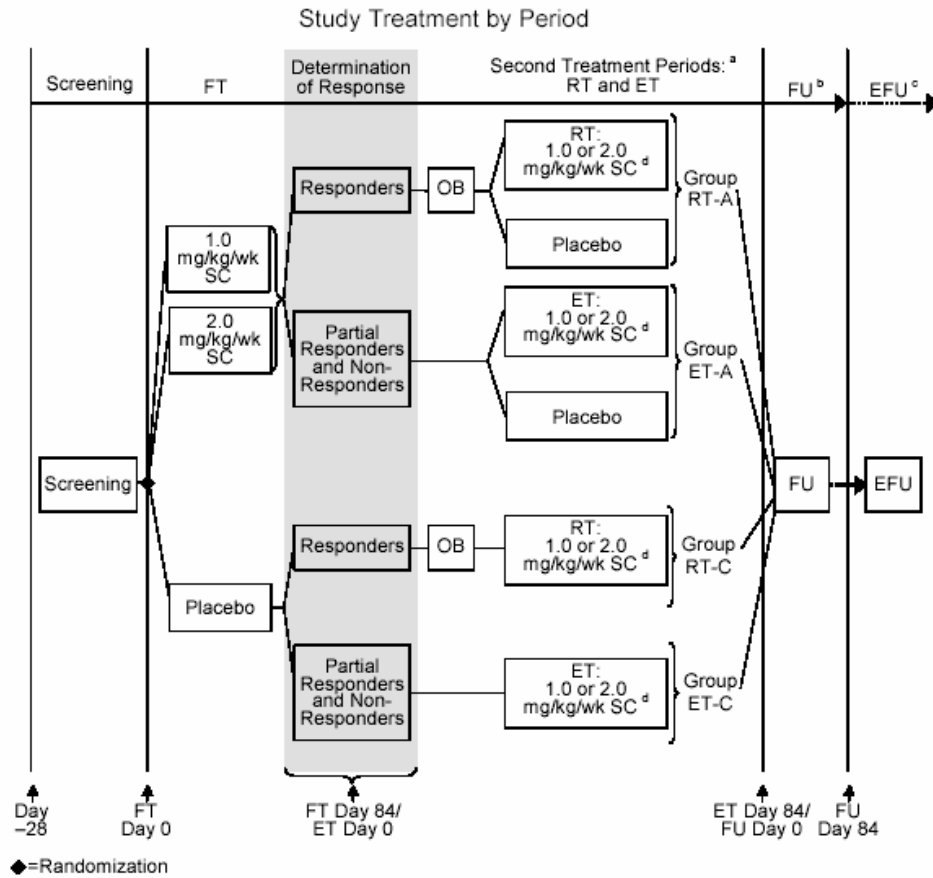 Study Treatment by Period
Screening
FT
Determination
of Response
Second Treatment Periods: a
RT and ET
FU b
EFU c
Responders
OB
RT:
1.0 or 2.0
mg/kg/wk SC d
Placebo
Group
RT-A
1.0
mg/kg/wk
SC
2.0
mg/kg/wk
SC
Partial
Responders
and Non-
Responders
ET:
1.0 or 2.0
mg/kg/wk SC d
Placebo
Group
ET-A
Screening
FU
EFU
Placebo
Responders
OB
RT:
1.0 or 2.0
mg/kg/wk SC d
Group
RT-C
Partial
Responders
and Non-
Responders
ET:
1.0 or 2.0
mg/kg/wk SC d
Group
ET-C
Day
–28
FT
Day 0
FT Day 84/
ET Day 0
ET Day 84/
FU Day 0
FU
Day 84
◆=Randomization